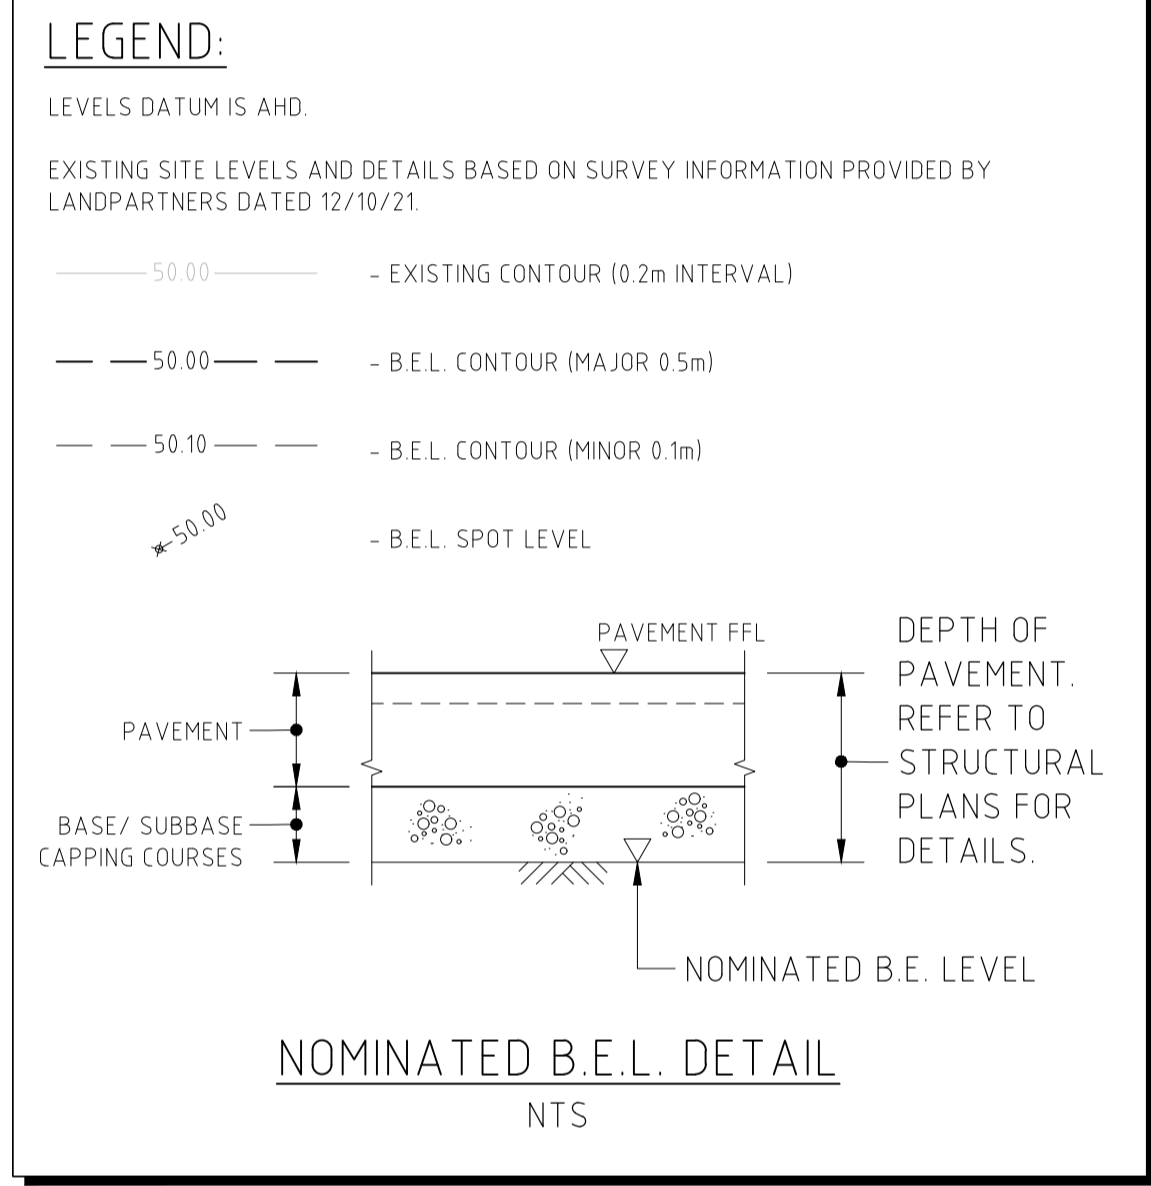 LEGEND:
LEVELS DATUM IS AHD.
EXISTING SITE LEVELS AND DETAILS BASED ON SURVEY INFORMATION PROVIDED BY
LANDPARTNERS DATED 12/10/21.
50.00
- EXISTING CONTOUR (0.2m INTERVAL)
50.00
- B.E.L. CONTOUR (MAJOR 0.5m)
50.10
- B.E.L. CONTOUR (MINOR 0.1m)
50.00
- B.E.L. SPOT LEVEL
PAVEMENT FFL
PAVEMENT
BASE/ SUBBASE
CAPPING COURSES
DEPTH OF
PAVEMENT.
REFER TO
STRUCTURAL
PLANS FOR
DETAILS.
NOMINATED B.E. LEVEL
NOMINATED B.E.L. DETAIL
NTS